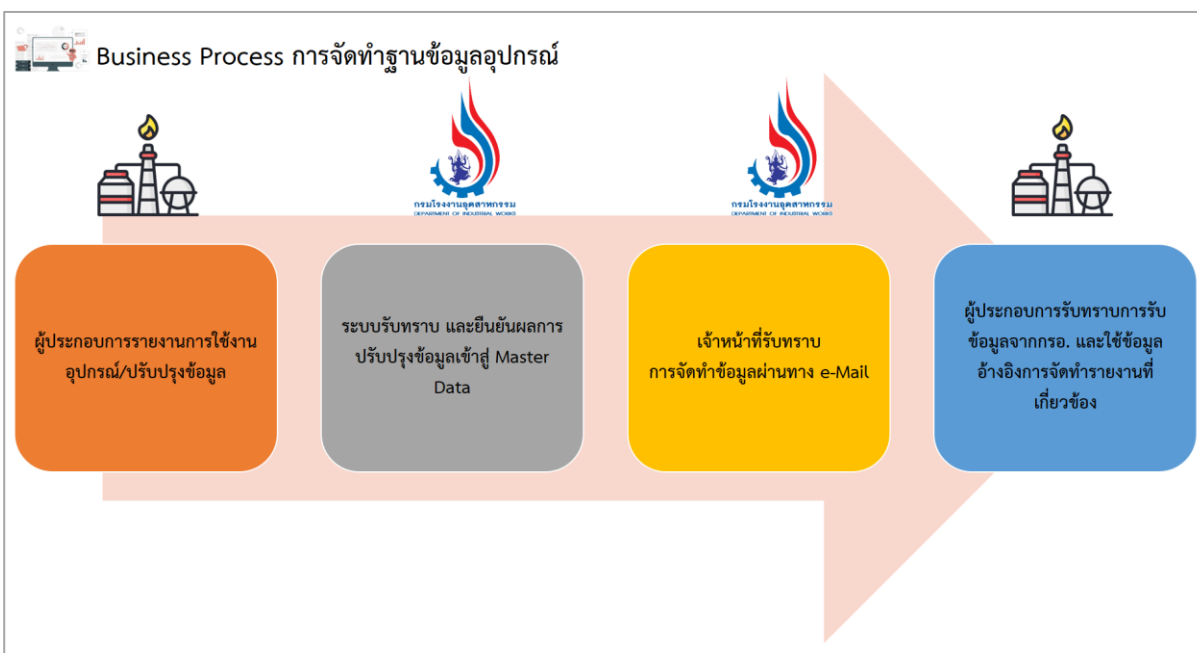 Business Process การจัดทำฐานข้อมูลอุปกรณ์
กรมโรงงานอุตสาหกรรม
DEPARTMENT OF INDUSTRIAL WORKS
กรมโรงงานอุตสาหกรรม
DEPARTMENT OF INDUSTRIAL WORKS
ผู้ประกอบการรายงานการใช้งาน
อุปกรณ์/ปรับปรุงข้อมูล
ระบบรับทราบ และยืนยันผลการ
ปรับปรุงข้อมูลเข้าสู่ Master
Data
เจ้าหน้าที่รับทราบ
การจัดทำข้อมูลผ่านทาง e-Mail
ผู้ประกอบการรับทราบการรับ
ข้อมูลจากกรอ. และใช้ข้อมูล
อ้างอิงการจัดทำรายงานที่
เกี่ยวข้อง